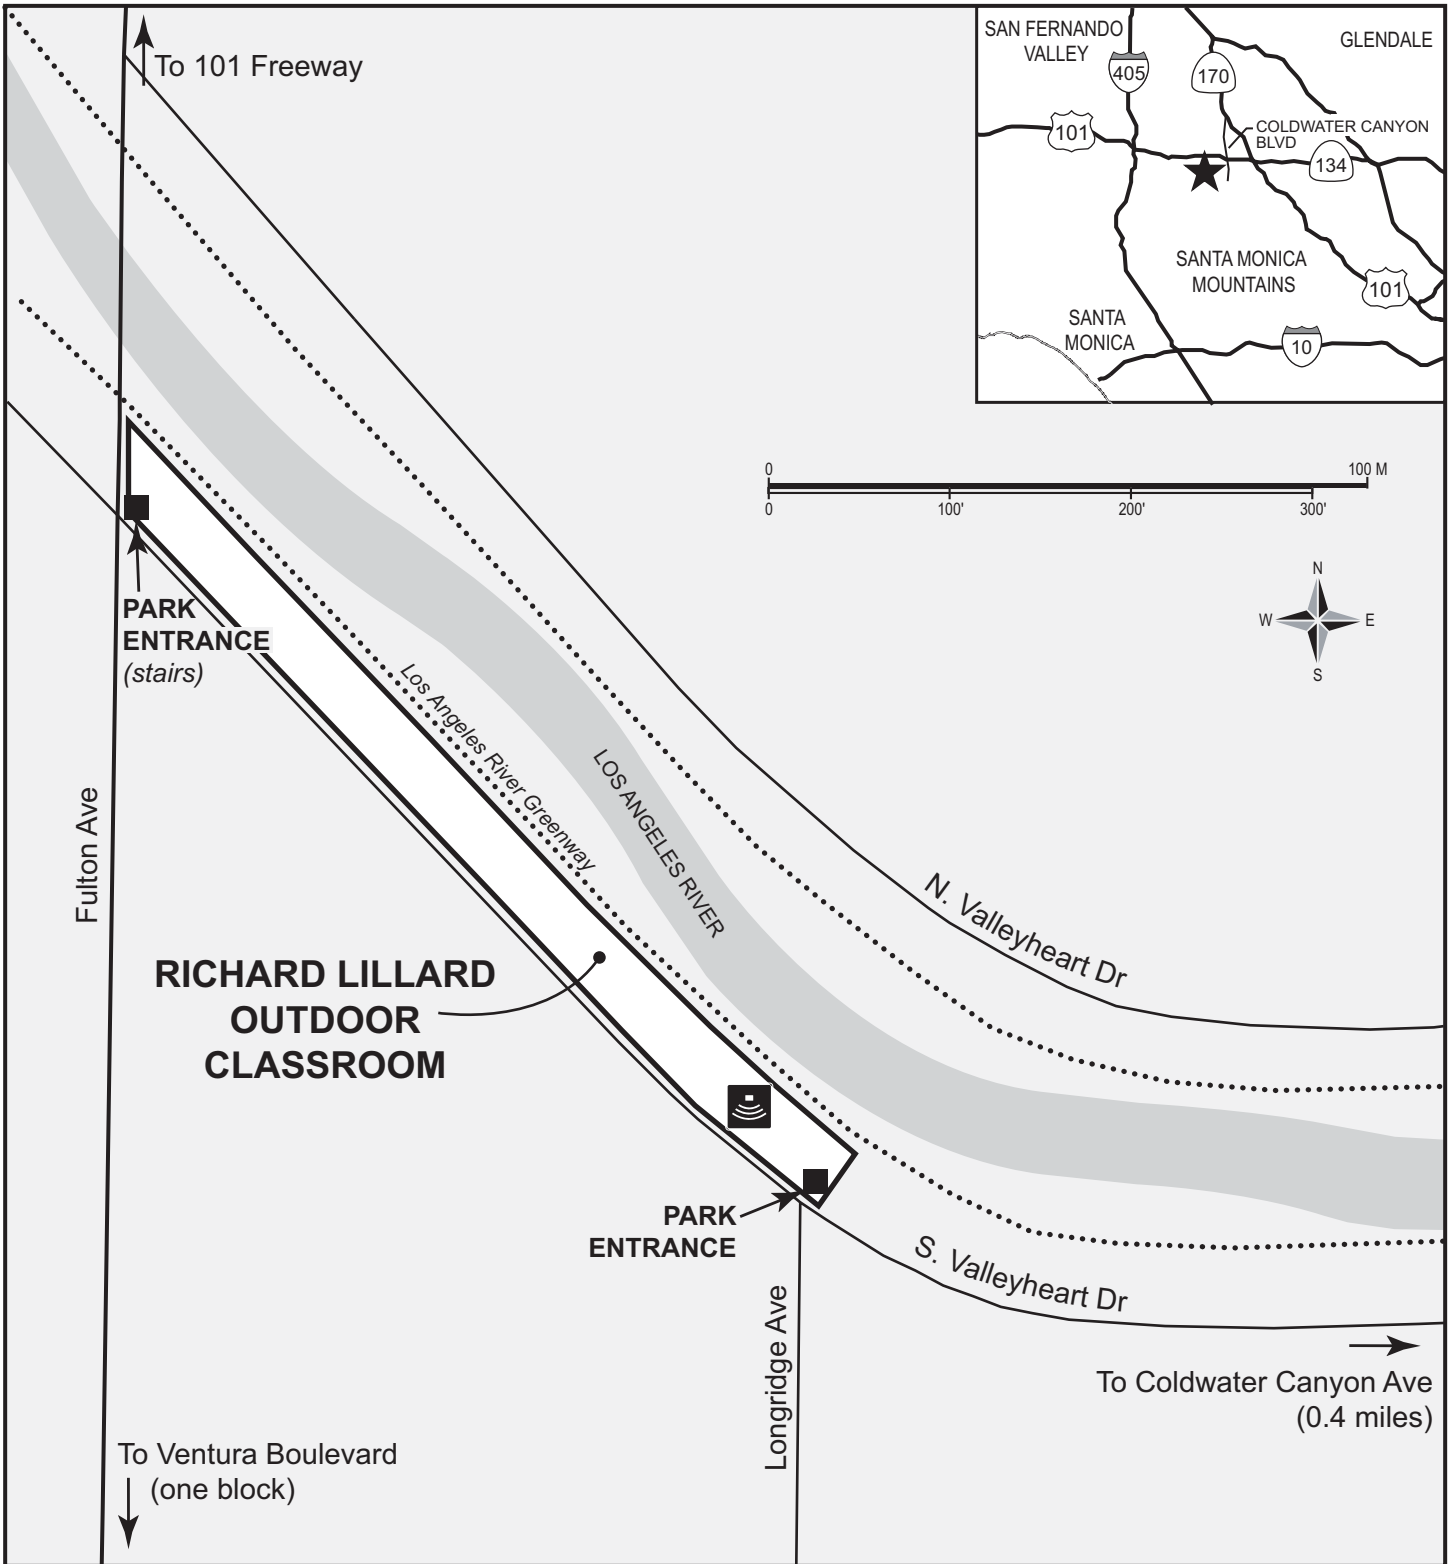 To 101 Freeway
SAN FERNANDO
VALLEY
GLENDALE
405
170
101
COLDWATER CANYON
BLVD
134
SANTA MONICA
MOUNTAINS
101
SANTA
MONICA
10
0
100 M
0
100'
200'
300'
N
W
E
S
PARK
ENTRANCE
(stairs)
Los Angeles River Greenway
LOS ANGELES RIVER
Fulton Ave
N. Valleyheart Dr
RICHARD LILLARD
OUTDOOR
CLASSROOM
PARK
ENTRANCE
S. Valleyheart Dr
Longridge Ave
To Coldwater Canyon Ave
(0.4 miles)
To Ventura Boulevard
(one block)